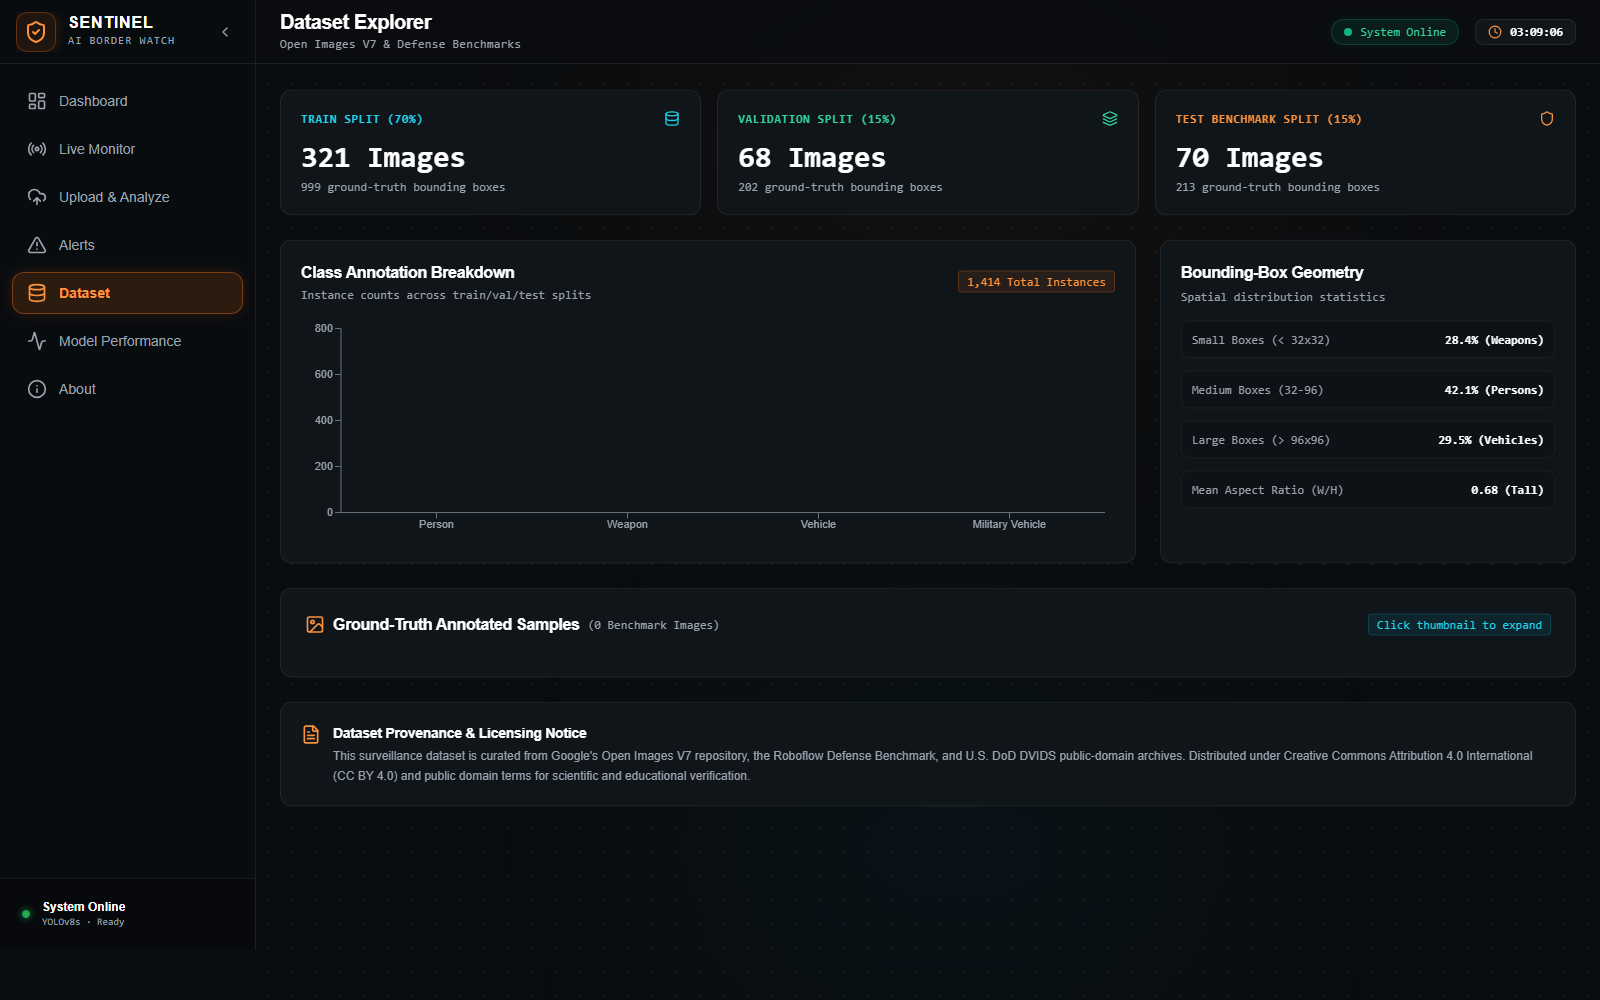 SENTINEL
AI BORDER WATCH
Dashboard
Live Monitor
Upload & Analyze
Alerts
Dataset
Model Performance
About
System Online
YOLOv8s · Ready
Dataset Explorer
Open Images V7 & Defense Benchmarks
System Online
03:09:06
TRAIN SPLIT (70%)
321 Images
999 ground-truth bounding boxes
VALIDATION SPLIT (15%)
68 Images
202 ground-truth bounding boxes
TEST BENCHMARK SPLIT (15%)
70 Images
213 ground-truth bounding boxes
Class Annotation Breakdown
Instance counts across train/val/test splits
1,414 Total Instances
800
600
400
200
0
Person
Weapon
Vehicle
Military Vehicle
Bounding-Box Geometry
Spatial distribution statistics
Small Boxes (< 32x32)
28.4% (Weapons)
Medium Boxes (32-96)
42.1% (Persons)
Large Boxes (> 96x96)
29.5% (Vehicles)
Mean Aspect Ratio (W/H)
0.68 (Tall)
Ground-Truth Annotated Samples (0 Benchmark Images)
Click thumbnail to expand
Dataset Provenance & Licensing Notice
This surveillance dataset is curated from Google's Open Images V7 repository, the Roboflow Defense Benchmark, and U.S. DoD DVIDS public-domain archives. Distributed under Creative Commons Attribution 4.0 International
(CC BY 4.0) and public domain terms for scientific and educational verification.